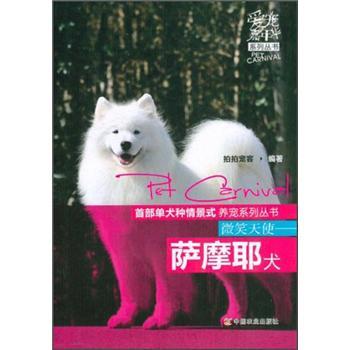 爱宠
嘉年华
系列丛书
PET CARNIVAL
拍拍宠客·编著
Pet Carnival
首部单犬种情景式 养宠系列丛书
微笑天使——
萨摩耶犬
中国农业出版社